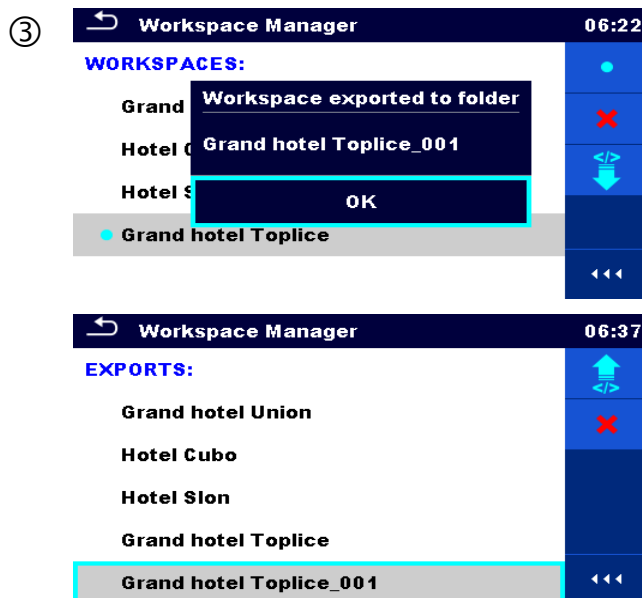 ③
Workspace Manager 06:22
WORKSPACES:
Grand
Workspace exported to folder
Hotel
Grand hotel Toplice_001
Hotel S
OK
Grand hotel Toplice
Workspace Manager 06:37
EXPORTS:
Grand hotel Union
Hotel Cubo
Hotel Slon
Grand hotel Toplice
Grand hotel Toplice_001